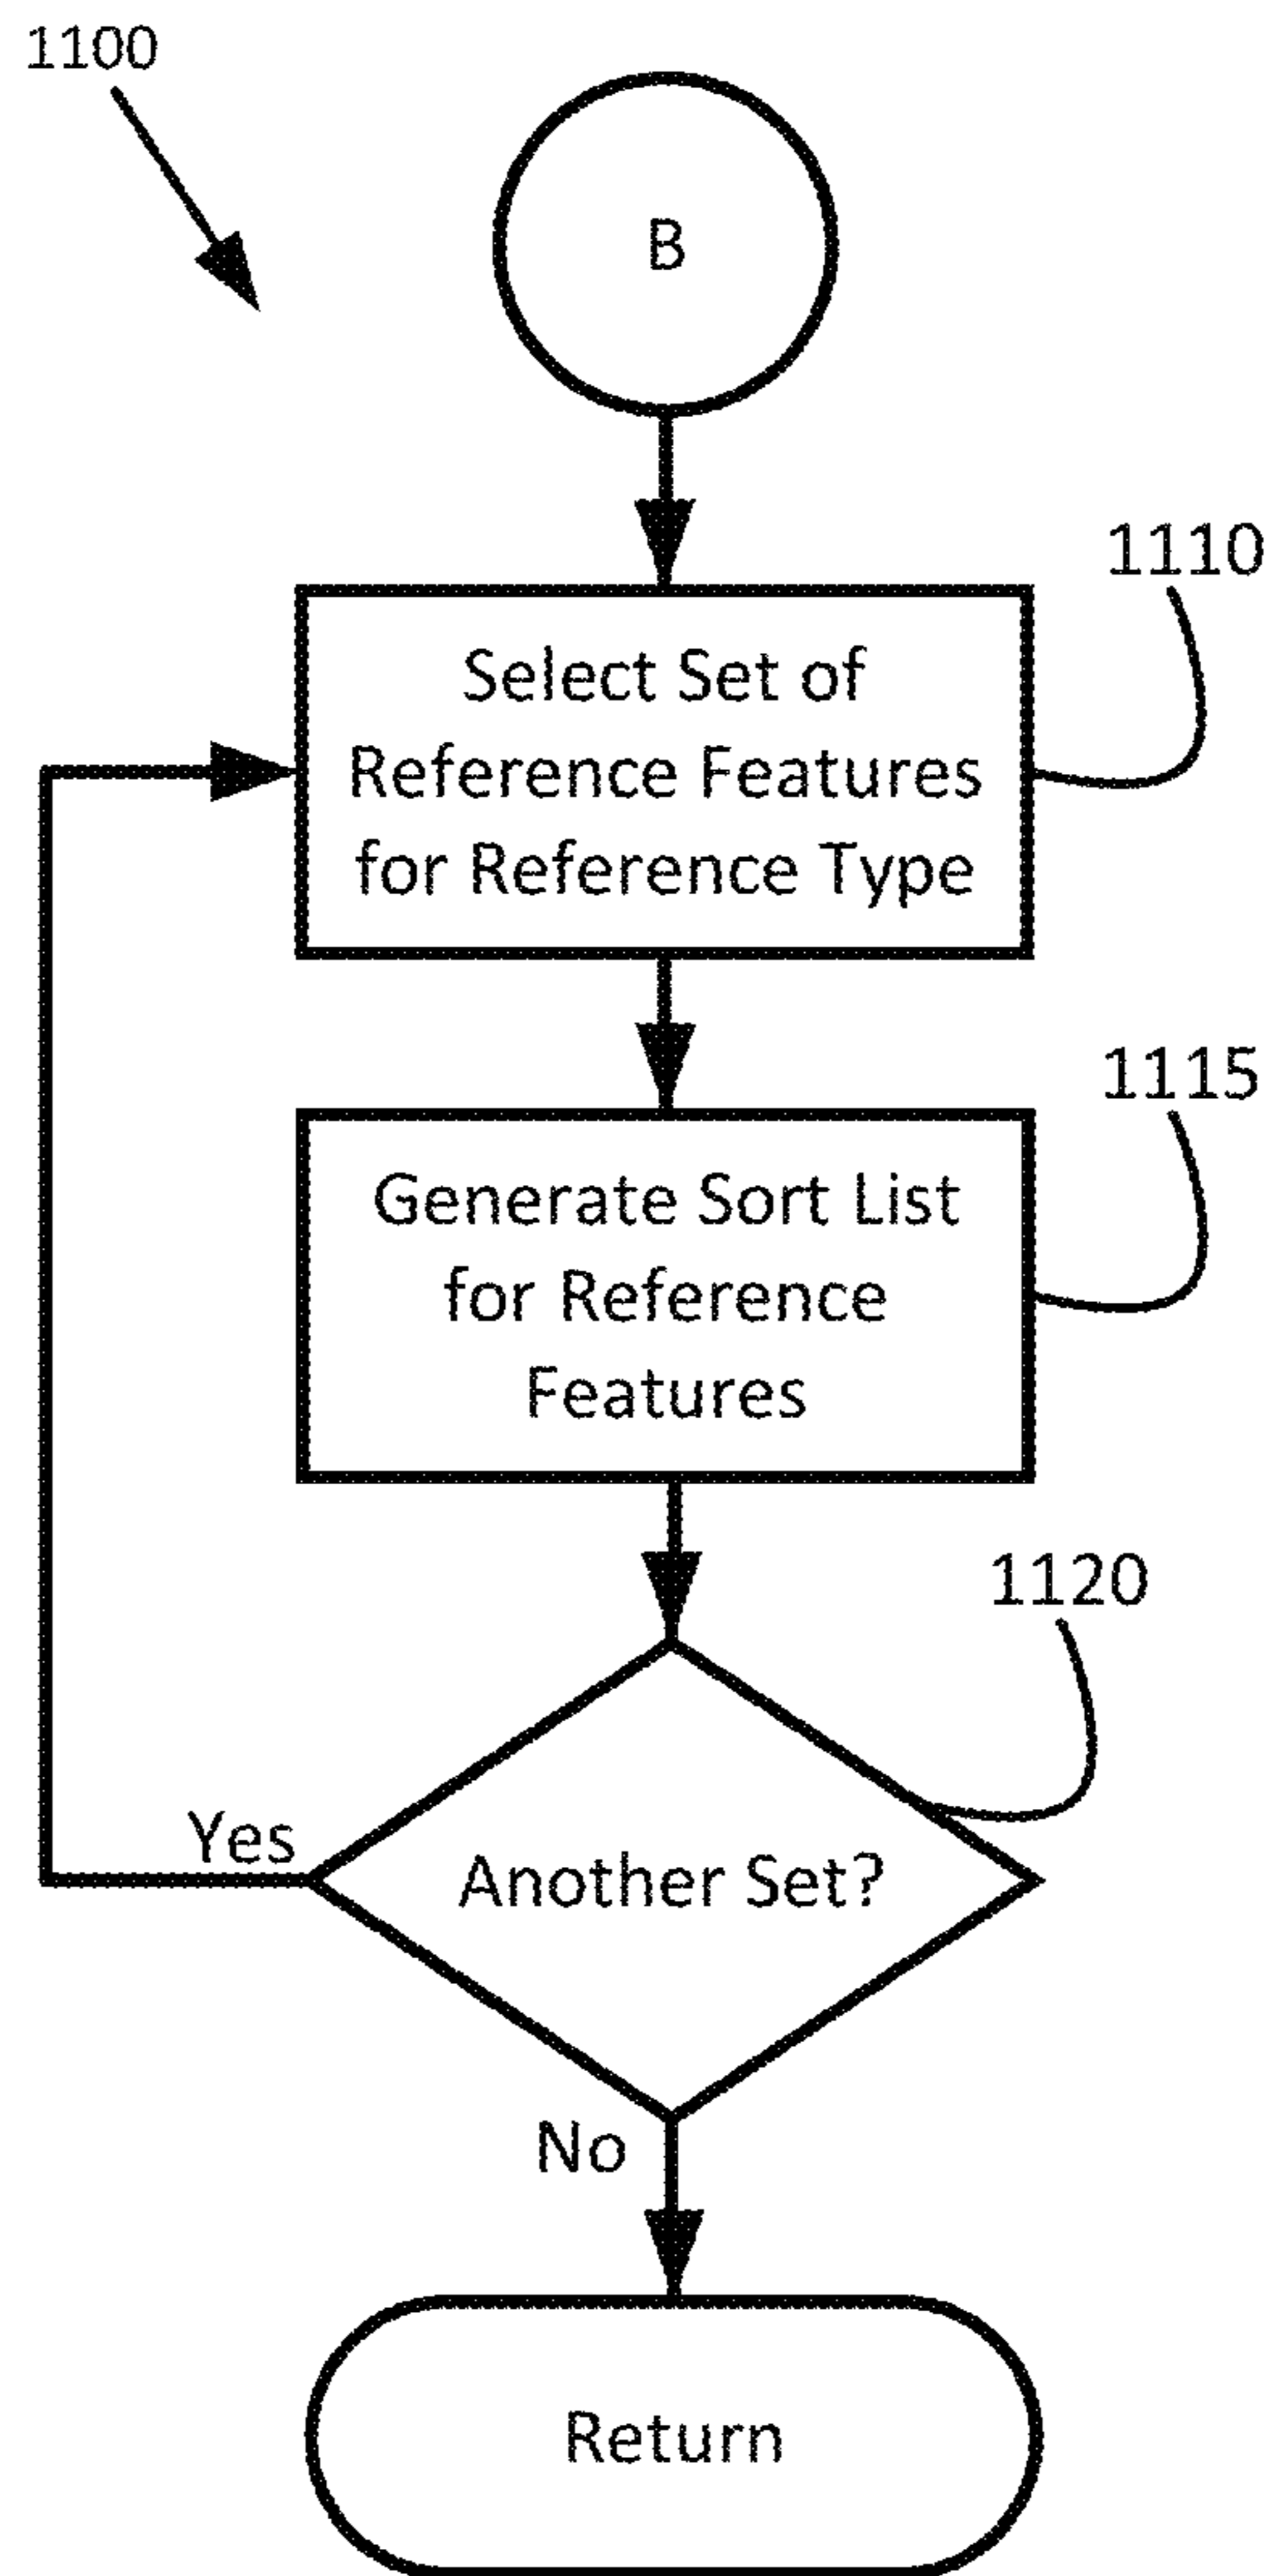 1100
B
1110
Select Set of
Reference Features
for Reference Type
1115
Generate Sort List
for Reference
Features
1120
Another Set?
Yes
No
Return